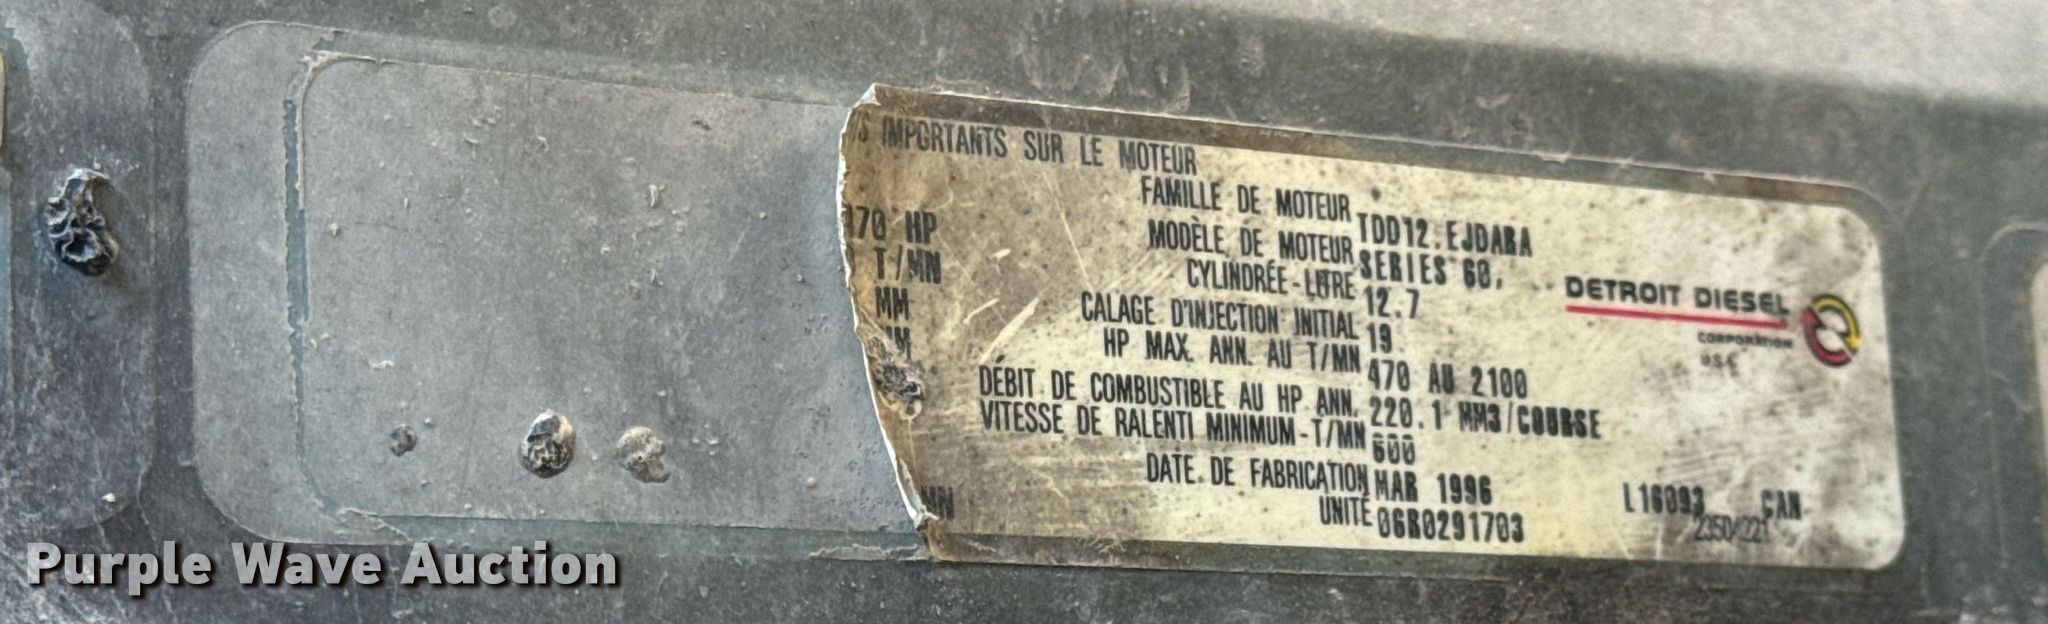 IMPORTANTS SUR LE MOTEUR
FAMILLE DE MOTEUR TDD12.EJDARA
470 HP
MODÈLE DE MOTEUR SERIES 60,
T/MN
CYLINDRÉE-LITRE 12.7
MM
CALAGE D'INJECTION INITIAL 19
MM
HP MAX. ANN. AU T/MN 470 AU 2100
DÉBIT DE COMBUSTIBLE AU HP ANN. 220.1 MM3/COURSE
VITESSE DE RALENTI MINIMUM-T/MN 600
DATE DE FABRICATION MAR 1996
MN
UNITÉ 06R0291703
DETROIT DIESEL
CORPORATION
L16093 CAN
Purple Wave Auction